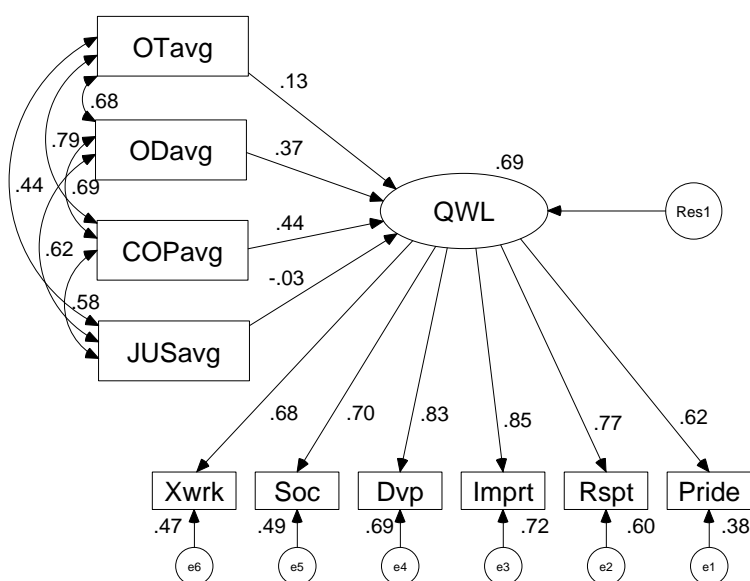 OTavg
.13
.68
.79
ODavg
.37
.69
QWL
Res1
.44
.62
COPavg
.44
-.03
.58
JUSavg
.69
.68
.70
.83
.85
.77
.62
Xwrk
Soc
Dvp
Imprt
Rspt
Pride
.47
.49
.69
.72
.60
.38
e6
e5
e4
e3
e2
e1